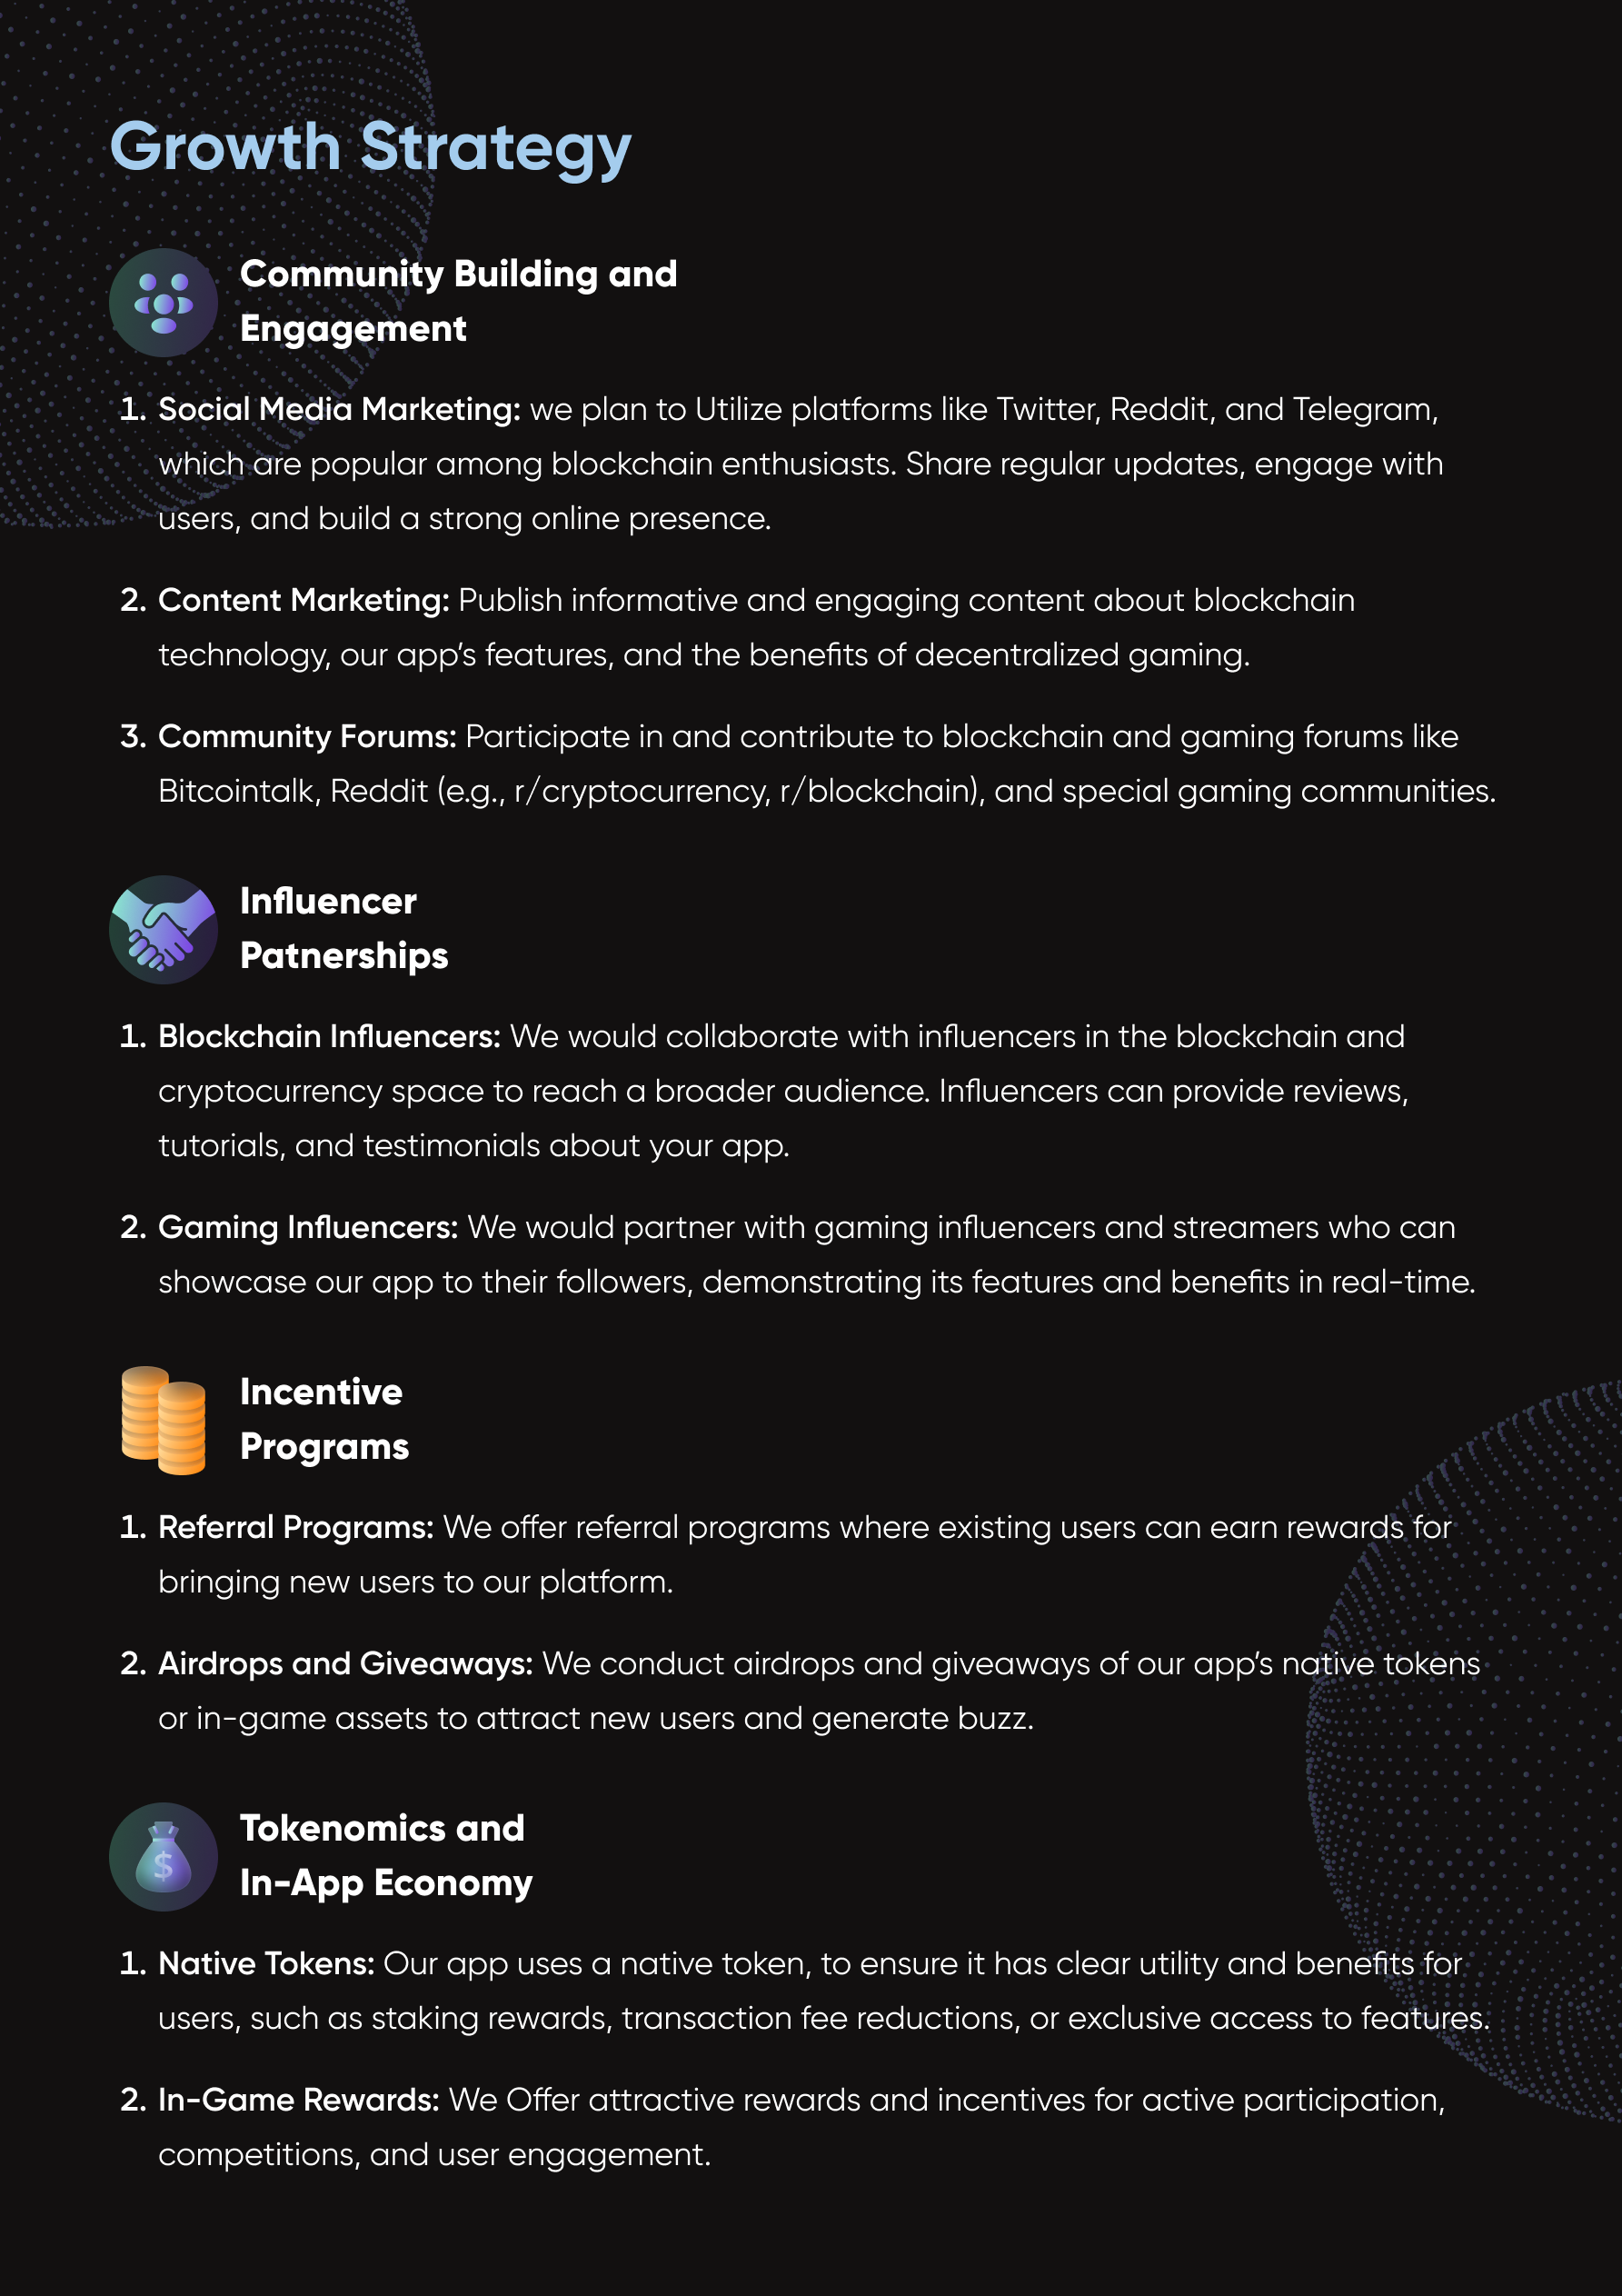 Growth Strategy
Community Building and
Engagement
1. Social Media Marketing: we plan to Utilize platforms like Twitter, Reddit, and Telegram,
which are popular among blockchain enthusiasts. Share regular updates, engage with
users, and build a strong online presence.
2. Content Marketing: Publish informative and engaging content about blockchain
technology, our app’s features, and the benefits of decentralized gaming.
3. Community Forums: Participate in and contribute to blockchain and gaming forums like
Bitcointalk, Reddit (e.g., r/cryptocurrency, r/blockchain), and special gaming communities.
Influencer
Patnerships
1. Blockchain Influencers: We would collaborate with influencers in the blockchain and
cryptocurrency space to reach a broader audience. Influencers can provide reviews,
tutorials, and testimonials about your app.
2. Gaming Influencers: We would partner with gaming influencers and streamers who can
showcase our app to their followers, demonstrating its features and benefits in real-time.
Incentive
Programs
1. Referral Programs: We offer referral programs where existing users can earn rewards for
bringing new users to our platform.
2. Airdrops and Giveaways: We conduct airdrops and giveaways of our app’s native tokens
or in-game assets to attract new users and generate buzz.
$
Tokenomics and
In-App Economy
1. Native Tokens: Our app uses a native token, to ensure it has clear utility and benefits for
users, such as staking rewards, transaction fee reductions, or exclusive access to features.
2. In-Game Rewards: We Offer attractive rewards and incentives for active participation,
competitions, and user engagement.